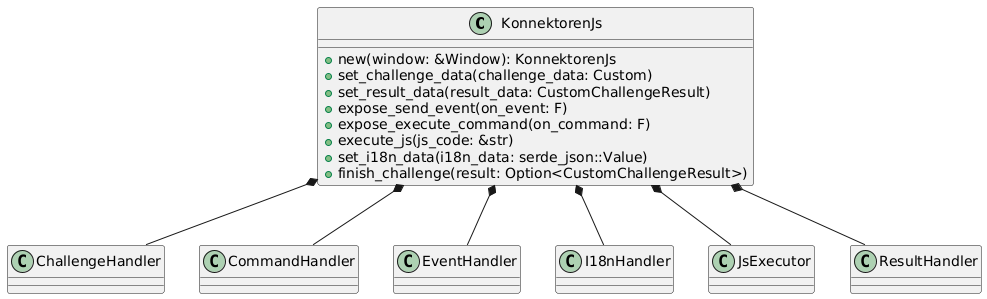 C KonnektorenJs
new(window: &Window): KonnektorenJs
set_challenge_data(challenge_data: Custom)
set_result_data(result_data: CustomChallengeResult)
expose_send_event(on_event: F)
expose_execute_command(on_command: F)
execute_js(js_code: &str)
set_i18n_data(i18n_data: serde_json::Value)
finish_challenge(result: Option<CustomChallengeResult>)
C ChallengeHandler
C CommandHandler
C EventHandler
C I18nHandler
C JsExecutor
C ResultHandler